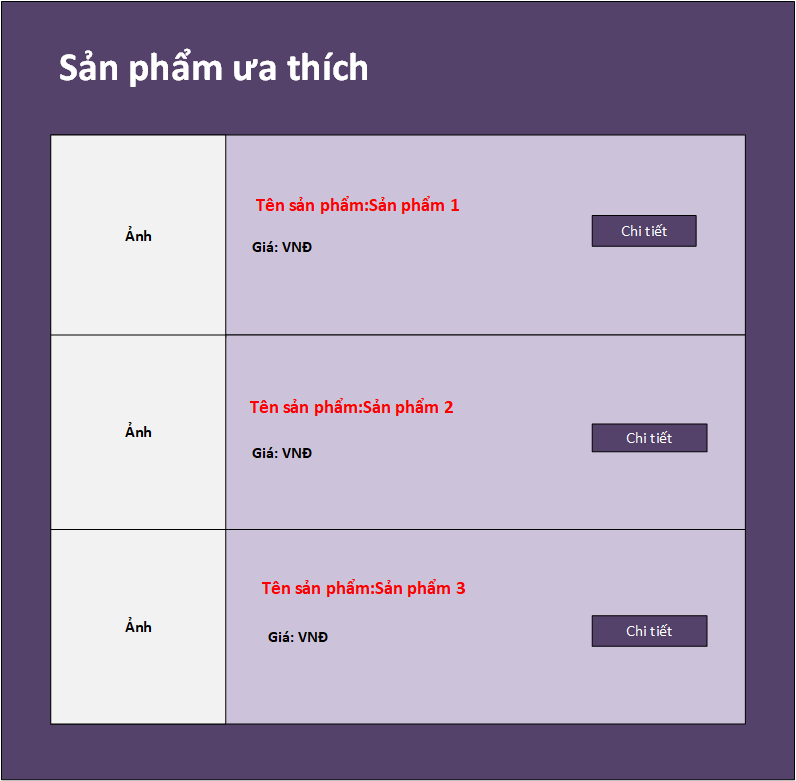 Sản phẩm ưa thích
Ảnh
Tên sản phẩm:Sản phẩm 1
Giá: VNĐ
Chi tiết
Ảnh
Tên sản phẩm:Sản phẩm 2
Giá: VNĐ
Chi tiết
Ảnh
Tên sản phẩm:Sản phẩm 3
Giá: VNĐ
Chi tiết